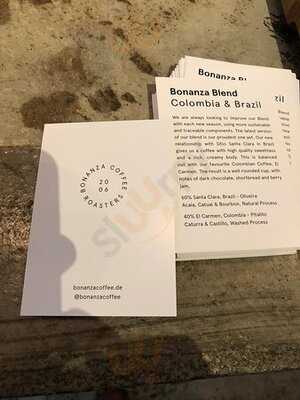 Bonanza Blend
Bonanza Blend
Colombia & Brazil
We are always looking to improve our Blend
with each new season, using more sustainable
and traceable components. The latest version
of our blend is our proudest one yet. Our new
relationship with Sitio Santa Clara in Brazil
gives us a coffee with high quality sweetness
and a rich, creamy body. This is balanced
out with our favourite Colombian Coffee, El
Carmen. The result is a well rounded cup, with
notes of dark chocolate, shortbread and berry
jam.
60% Santa Clara, Brazil - Oliveira
Acaia, Catuai & Bourbon, Natural Process
40% El Carmen, Colombia - Pitalito
Caturra & Castillo, Washed Process
BONANZA COFFEE
20
06
ROASTERS
bonanzacoffee.de
@bonanzacoffee